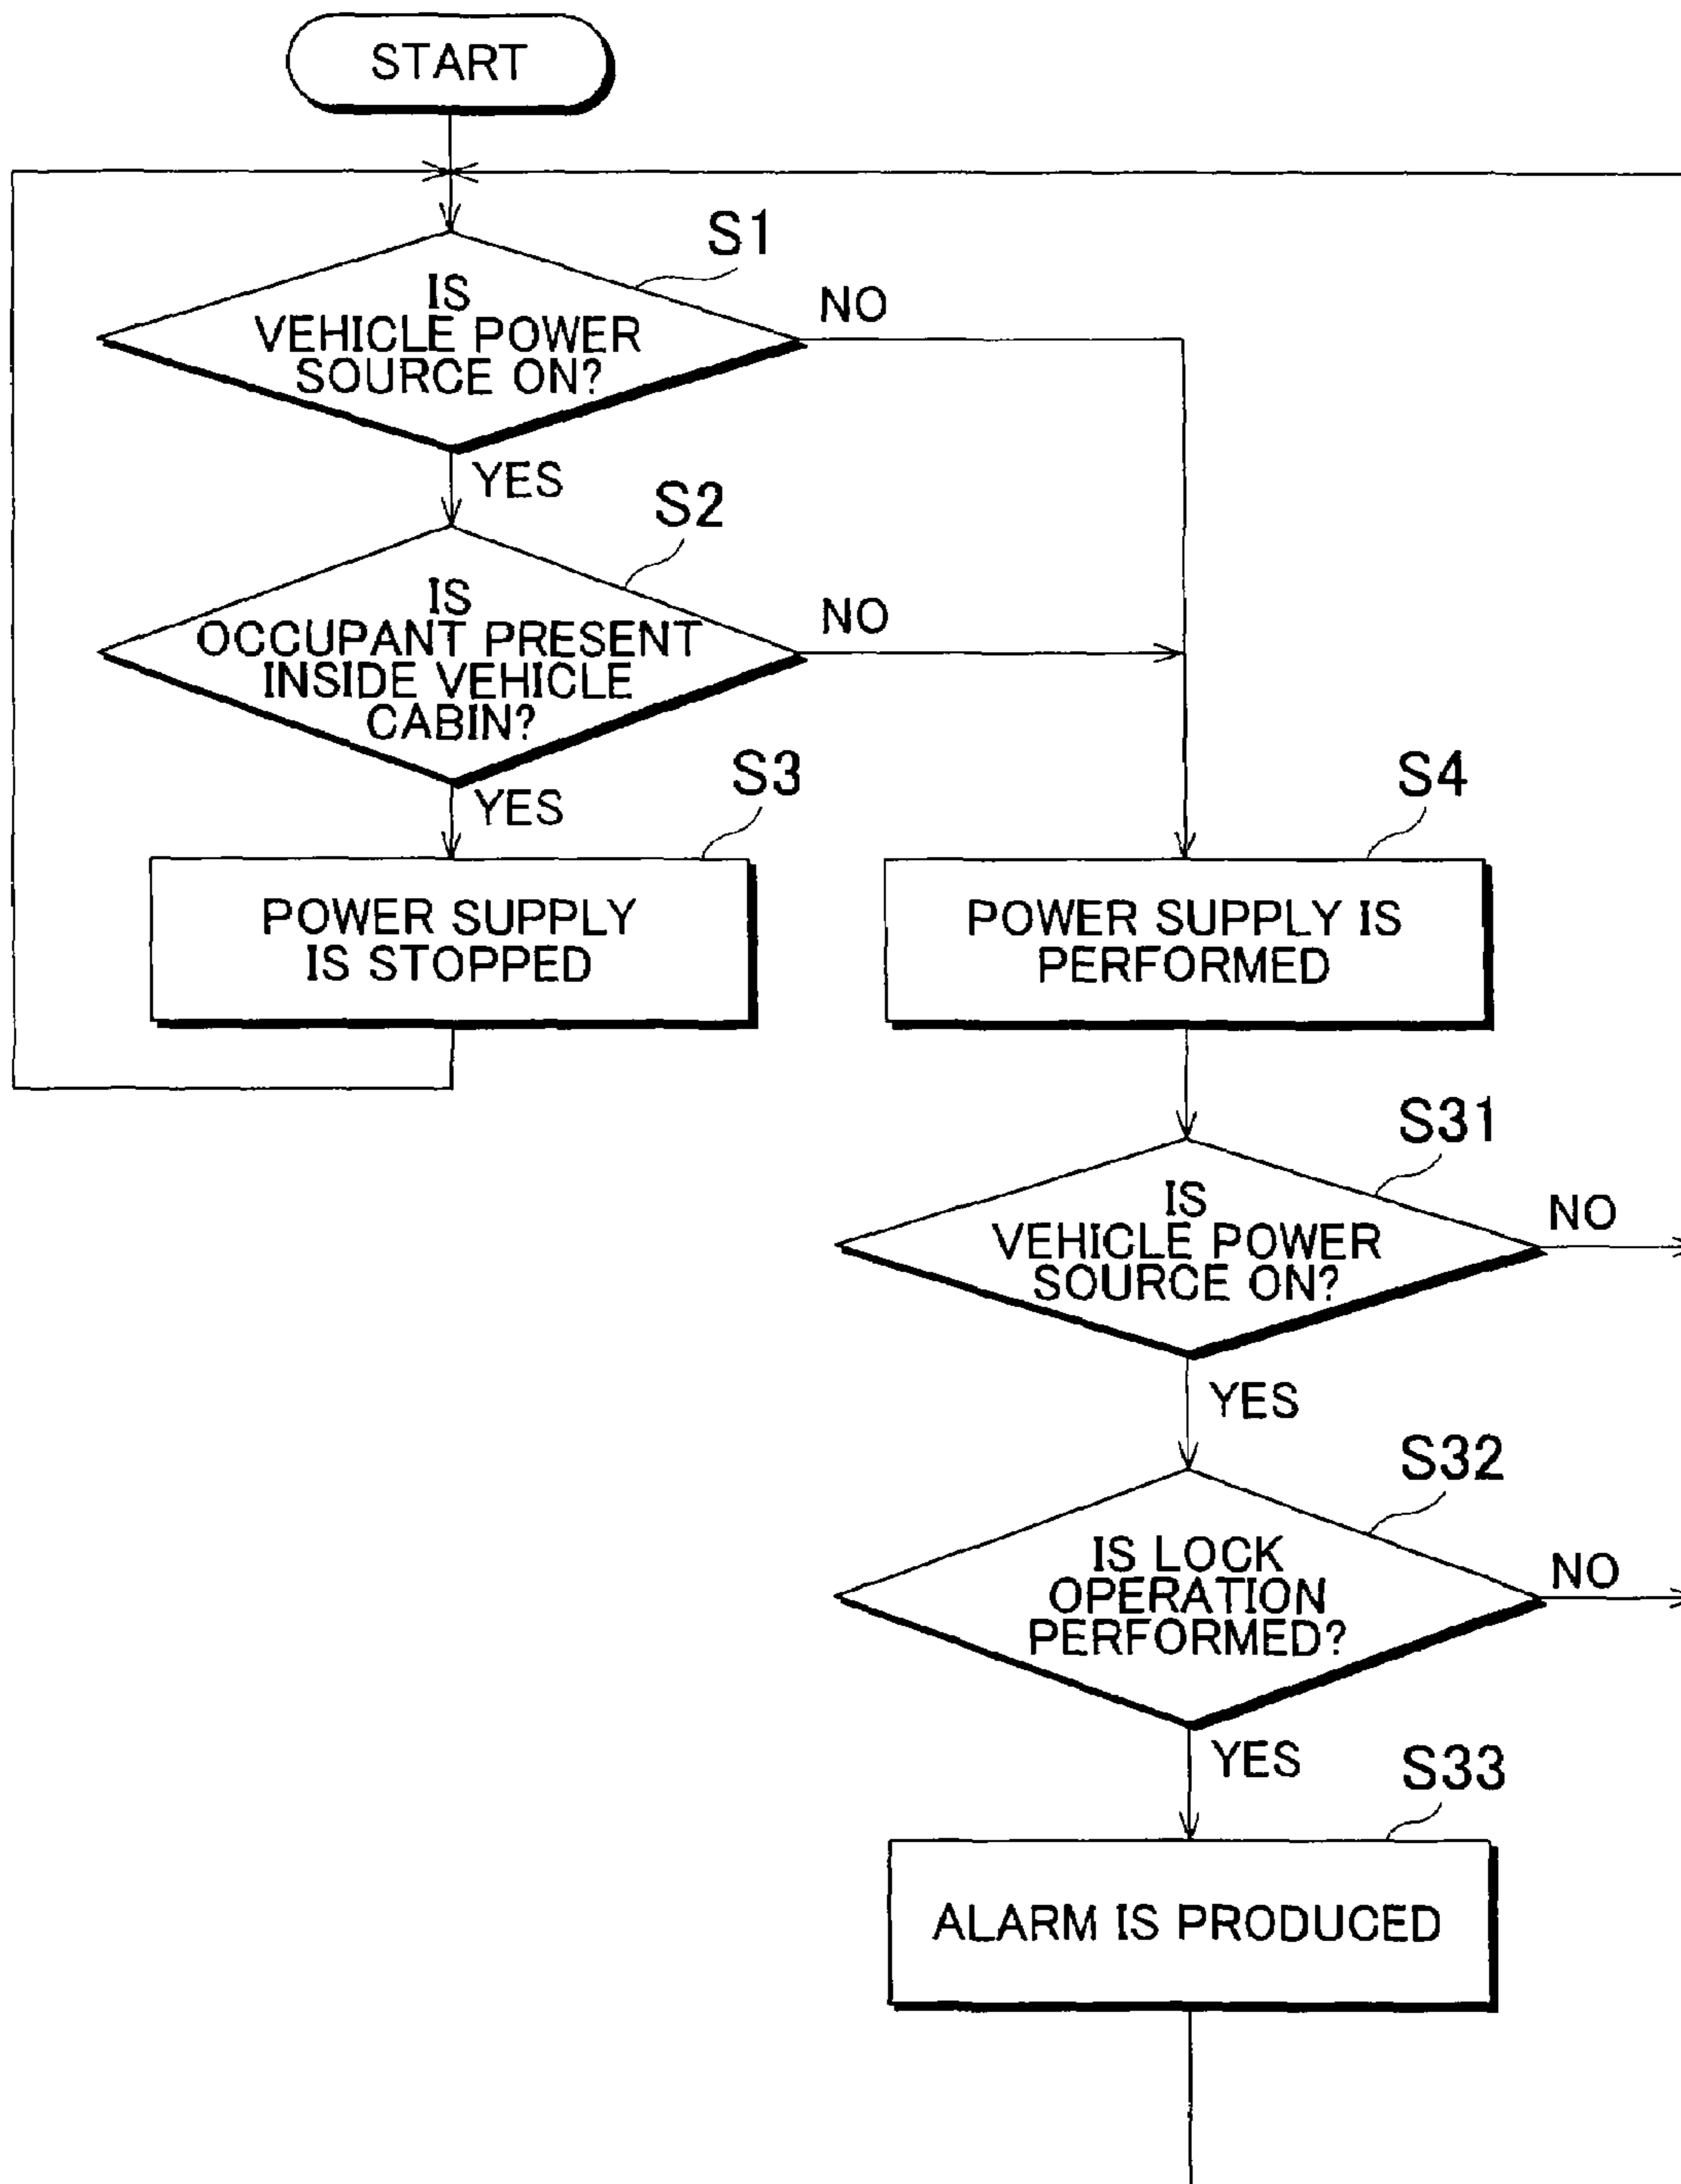 START
S1
IS
VEHICLE POWER
SOURCE ON?
NO
YES
S2
IS
OCCUPANT PRESENT
INSIDE VEHICLE
CABIN?
NO
YES
S3
POWER SUPPLY
IS STOPPED
S4
POWER SUPPLY IS
PERFORMED
S31
IS
VEHICLE POWER
SOURCE ON?
NO
YES
S32
IS LOCK
OPERATION
PERFORMED?
NO
YES
S33
ALARM IS PRODUCED